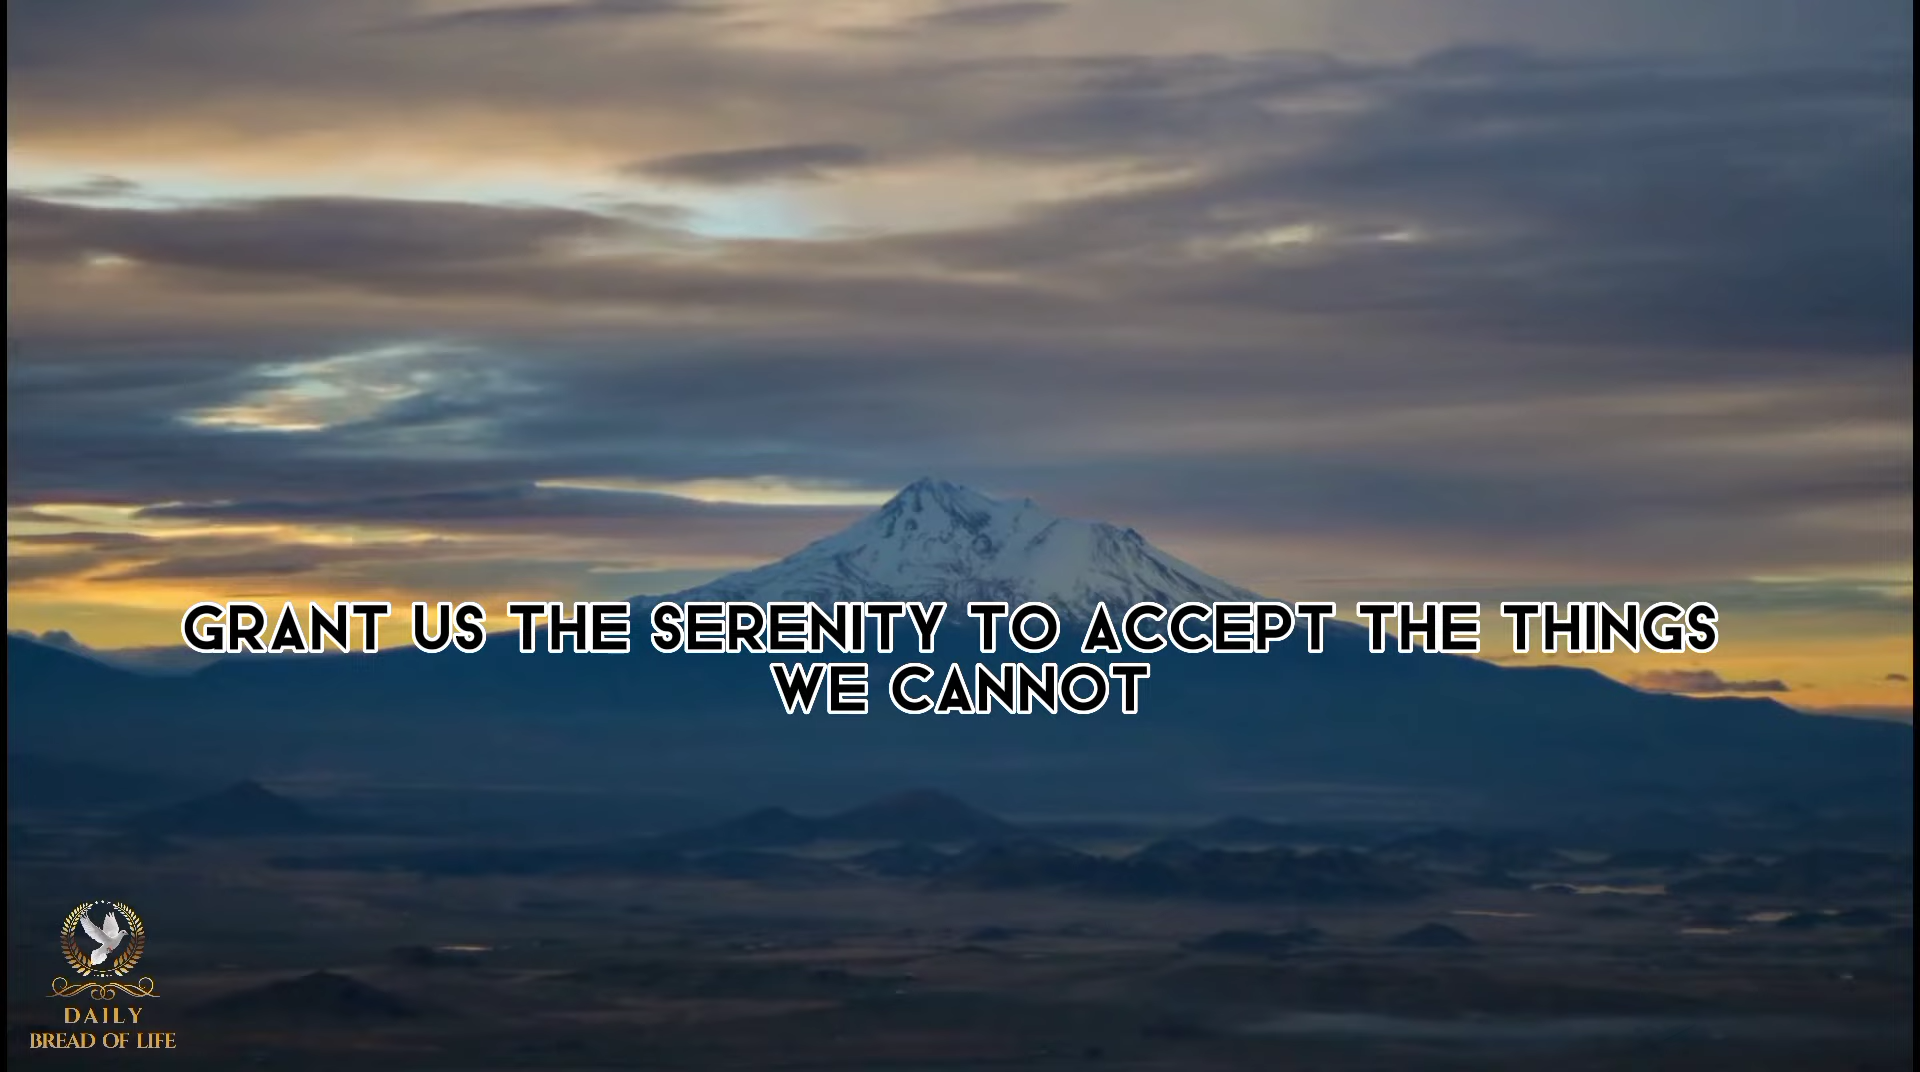 GRANT US THE SERENITY TO ACCEPT THE THINGS
WE CANNOT
DAILY
BREAD OF LIFE